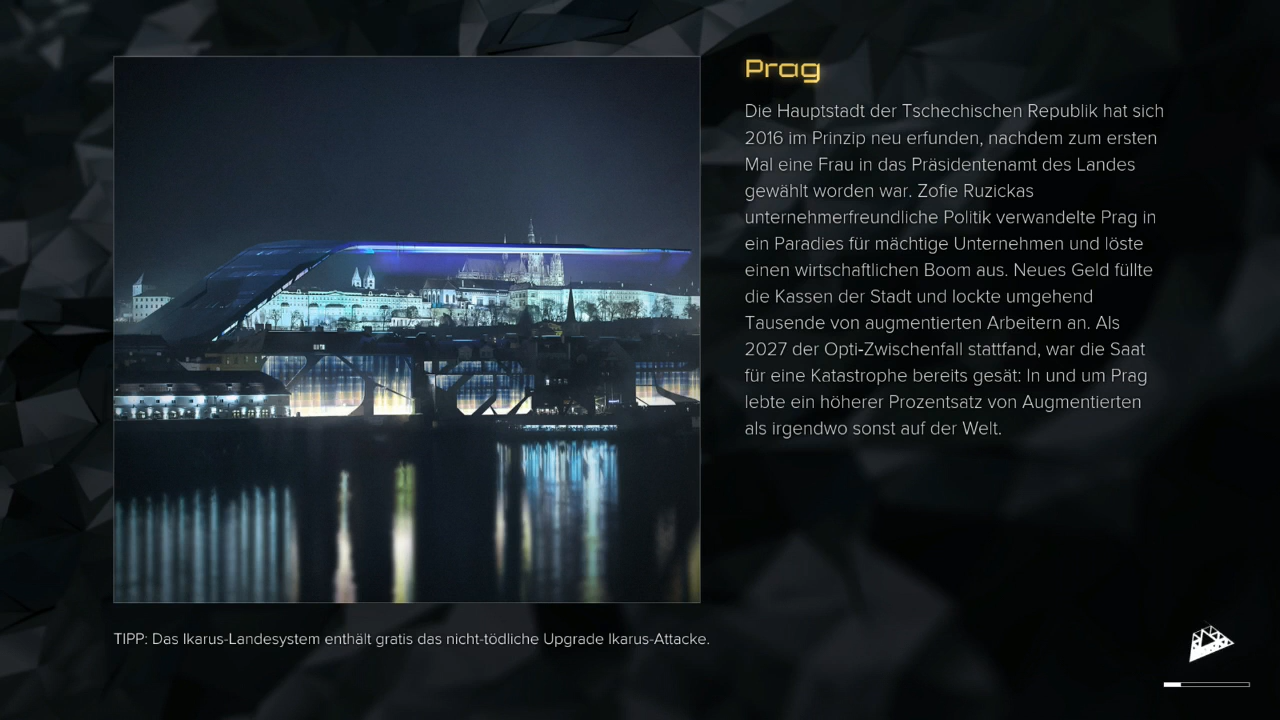 Prag
Die Hauptstadt der Tschechischen Republik hat sich
2016 im Prinzip neu erfunden, nachdem zum ersten
Mal eine Frau in das Präsidentenamt des Landes
gewählt worden war. Zofie Ruzickas
unternehmerfreundliche Politik verwandelte Prag in
ein Paradies für mächtige Unternehmen und löste
einen wirtschaftlichen Boom aus. Neues Geld füllte
die Kassen der Stadt und lockte umgehend
Tausende von augmentierten Arbeitern an. Als
2027 der Opti-Zwischenfall stattfand, war die Saat
für eine Katastrophe bereits gesät: In und um Prag
lebte ein höherer Prozentsatz von Augmentierten
als irgendwo sonst auf der Welt.
TIPP: Das Ikarus-Landesystem enthält gratis das nicht-tödliche Upgrade Ikarus-Attacke.